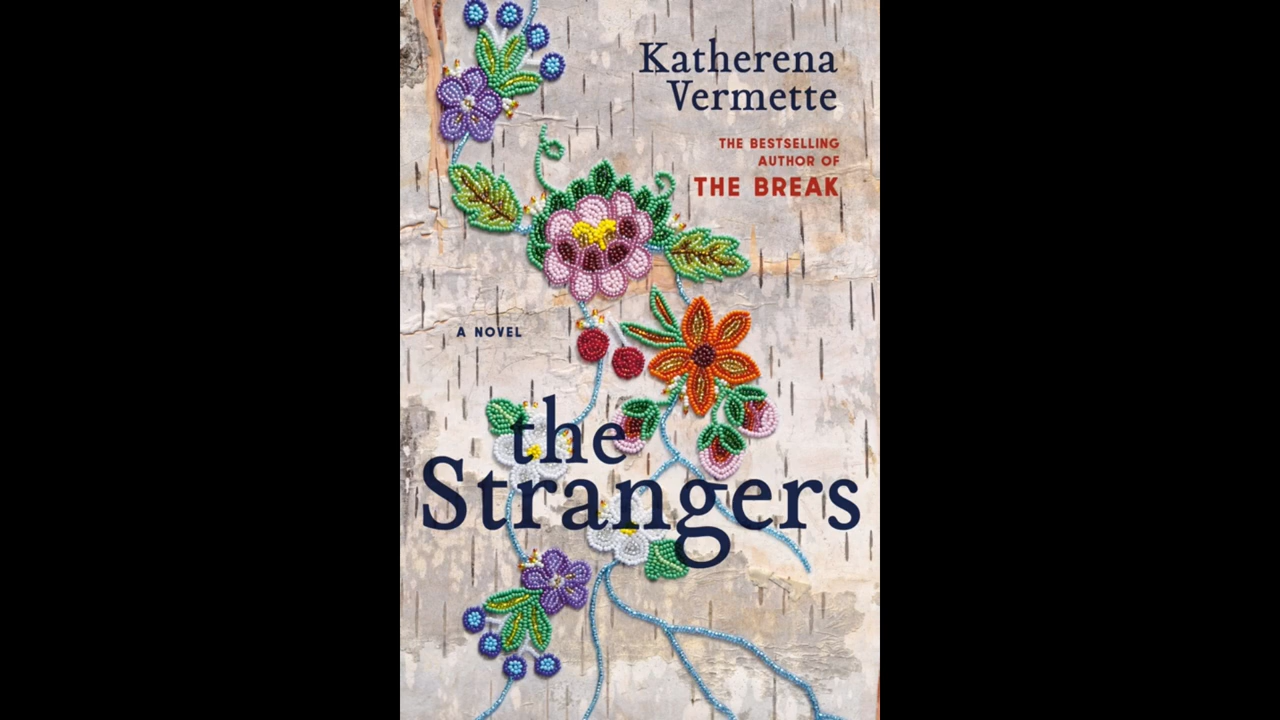 Katherena
Vermette
THE BESTSELLING
AUTHOR OF
THE BREAK
A NOVEL
the
Strangers